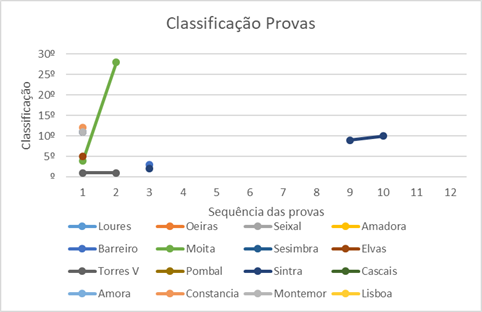 Classificação Provas
30º
25º
20º
15º
10º
5º
º
Classificação
1 2 3 4 5 6 7 8 9 10 11 12
Sequência das provas
Loures Oeiras Seixal Amadora
Barreiro Moita Sesimbra Elvas
Torres V Pombal Sintra Cascais
Amora Constancia Montemor Lisboa